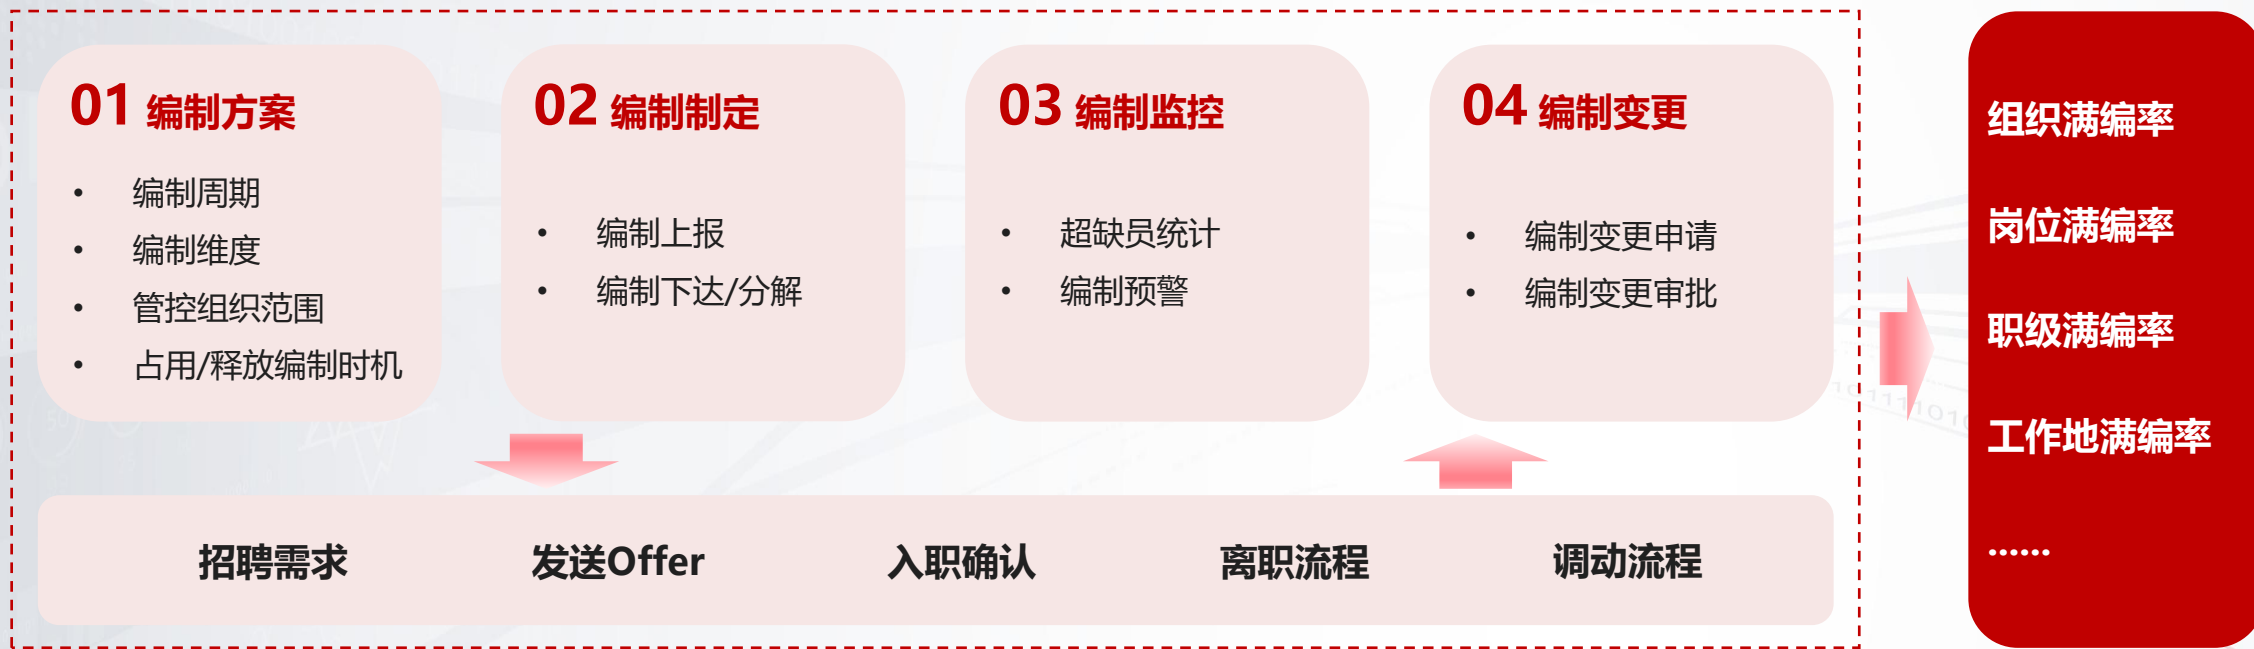 01 编制方案
• 编制周期
• 编制维度
• 管控组织范围
• 占用/释放编制时机
02 编制制定
• 编制上报
• 编制下达/分解
03 编制监控
• 超缺员统计
• 编制预警
04 编制变更
• 编制变更申请
• 编制变更审批
招聘需求 发送Offer 入职确认 离职流程 调动流程
组织满编率
岗位满编率
职级满编率
工作地满编率
......